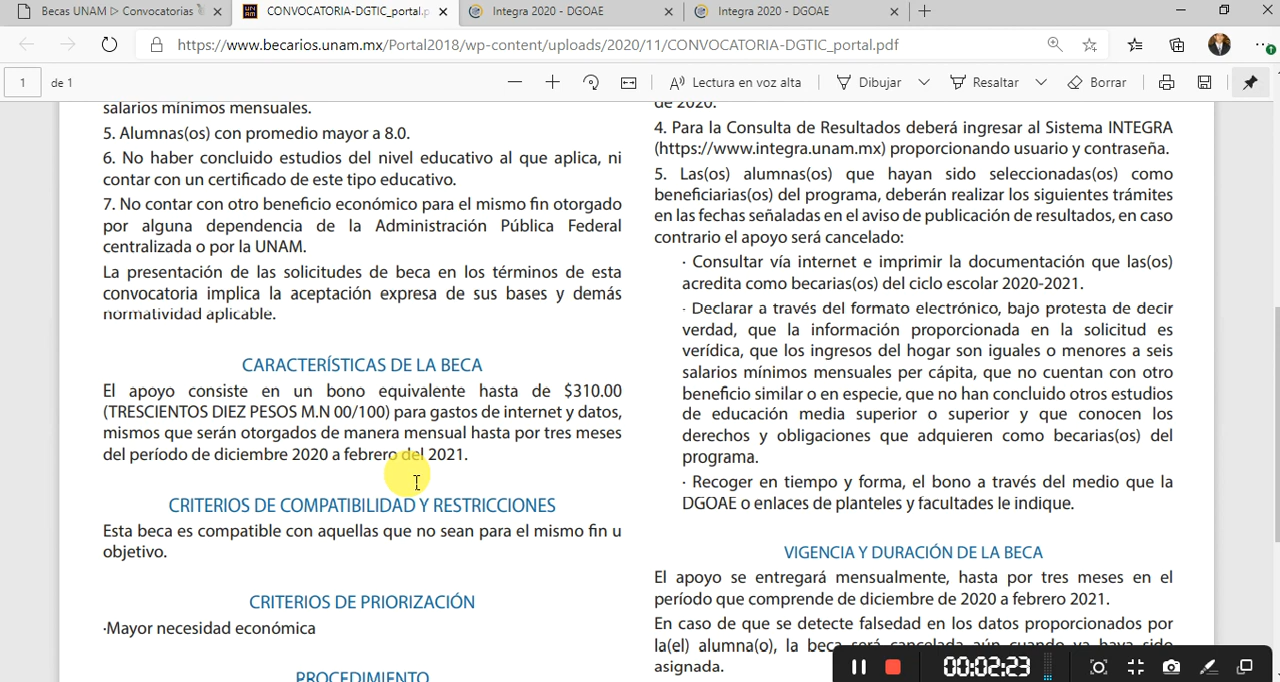 Becas UNAM ▷ Convocatorias
CONVOCATORIA-DGTIC_portal.p
Integra 2020 - DGOAE
Integra 2020 - DGOAE
https://www.becarios.unam.mx/Portal2018/wp-content/uploads/2020/11/CONVOCATORIA-DGTIC_portal.pdf
1 de 1
Lectura en voz alta
Dibujar
Resaltar
Borrar
salarios mínimos mensuales.
5. Alumnas(os) con promedio mayor a 8.0.
6. No haber concluido estudios del nivel educativo al que aplica, ni
contar con un certificado de este tipo educativo.
7. No contar con otro beneficio económico para el mismo fin otorgado
por alguna dependencia de la Administración Pública Federal
centralizada o por la UNAM.
La presentación de las solicitudes de beca en los términos de esta
convocatoria implica la aceptación expresa de sus bases y demás
normatividad aplicable.
CARACTERÍSTICAS DE LA BECA
El apoyo consiste en un bono equivalente hasta de $310.00
(TRESCIENTOS DIEZ PESOS M.N 00/100) para gastos de internet y datos,
mismos que serán otorgados de manera mensual hasta por tres meses
del período de diciembre 2020 a febrero del 2021.
CRITERIOS DE COMPATIBILIDAD Y RESTRICCIONES
Esta beca es compatible con aquellas que no sean para el mismo fin u
objetivo.
CRITERIOS DE PRIORIZACIÓN
·Mayor necesidad económica
PROCEDIMIENTO
de 2020.
4. Para la Consulta de Resultados deberá ingresar al Sistema INTEGRA
(https://www.integra.unam.mx) proporcionando usuario y contraseña.
5. Las(os) alumnas(os) que hayan sido seleccionadas(os) como
beneficiarias(os) del programa, deberán realizar los siguientes trámites
en las fechas señaladas en el aviso de publicación de resultados, en caso
contrario el apoyo será cancelado:
· Consultar vía internet e imprimir la documentación que las(os)
acredita como becarias(os) del ciclo escolar 2020-2021.
· Declarar a través del formato electrónico, bajo protesta de decir
verdad, que la información proporcionada en la solicitud es
verídica, que los ingresos del hogar son iguales o menores a seis
salarios mínimos mensuales per cápita, que no cuentan con otro
beneficio similar o en especie, que no han concluido otros estudios
de educación media superior o superior y que conocen los
derechos y obligaciones que adquieren como becarias(os) del
programa.
· Recoger en tiempo y forma, el bono a través del medio que la
DGOAE o enlaces de planteles y facultades le indique.
VIGENCIA Y DURACIÓN DE LA BECA
El apoyo se entregará mensualmente, hasta por tres meses en el
período que comprende de diciembre de 2020 a febrero 2021.
En caso de que se detecte falsedad en los datos proporcionados por
la(el) alumna(o), la beca será cancelada aún cuando ya haya sido
asignada.
00:02:23